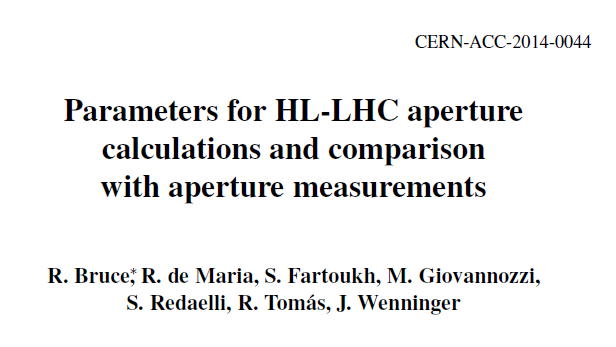 CERN-ACC-2014-0044
Parameters for HL-LHC aperture
calculations and comparison
with aperture measurements
R. Bruce,* R. de Maria, S. Fartoukh, M. Giovannozzi,
S. Redaelli, R. Tomás, J. Wenninger